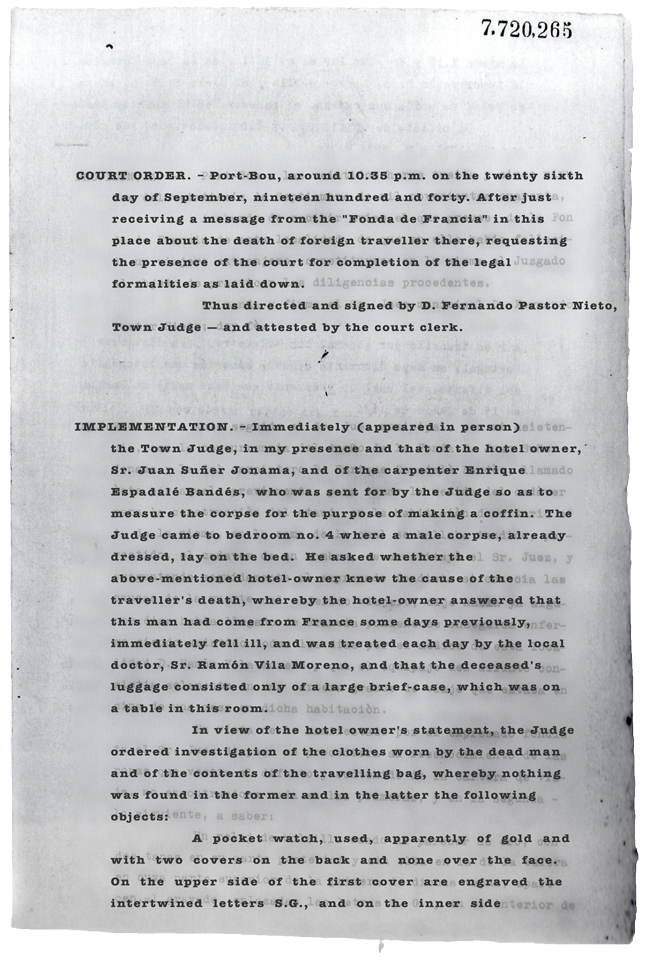 7.720,265
COURT ORDER. - Port-Bou, around 10.35 p.m. on the twenty sixth
day of September, nineteen hundred and forty. After just
receiving a message from the "Fonda de Francia" in this
place about the death of foreign traveller there, requesting
the presence of the court for completion of the legal
formalities as laid down. diligencias procedentes.
Thus directed and signed by D. Fernando Pastor Nieto,
Town Judge — and attested by the court clerk.
IMPLEMENTATION. - Immediately (appeared in person)
the Town Judge, in my presence and that of the hotel owner,
Sr. Juan Suñer Jonama, and of the carpenter Enrique
Espadalé Bandés, who was sent for by the Judge so as to
measure the corpse for the purpose of making a coffin. The
Judge came to bedroom no. 4 where a male corpse, already
dressed, lay on the bed. He asked whether the
above-mentioned hotel-owner knew the cause of the
traveller's death, whereby the hotel-owner answered that
this man had come from France some days previously,
immediately fell ill, and was treated each day by the local
doctor, Sr. Ramón Vila Moreno, and that the deceased's
luggage consisted only of a large brief-case, which was on
a table in this room.
In view of the hotel owner's statement, the Judge
ordered investigation of the clothes worn by the dead man
and of the contents of the travelling bag, whereby nothing
was found in the former and in the latter the following
objects:
A pocket watch, used, apparently of gold and
with two covers on the back and none over the face.
On the upper side of the first cover are engraved the
intertwined letters S.G., and on the inner side